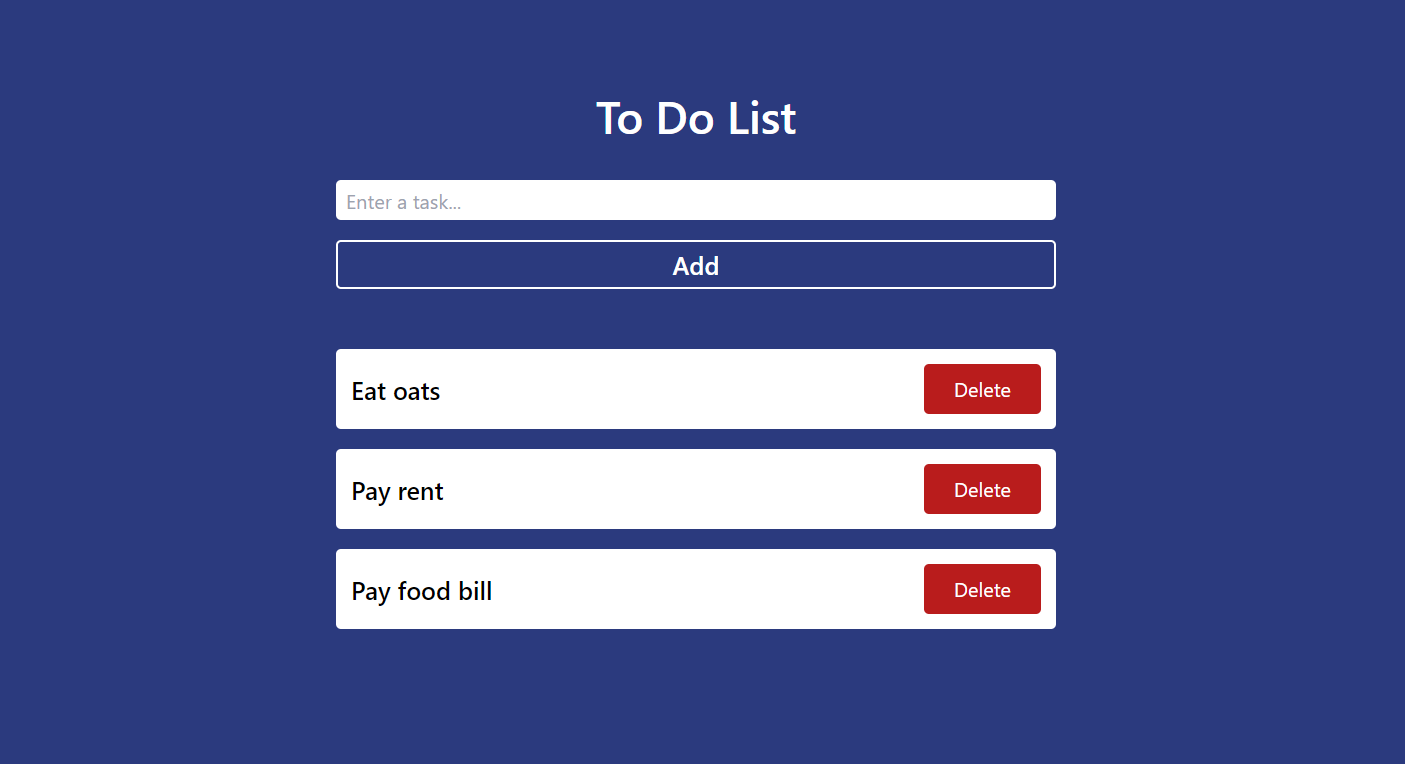 To Do List
Enter a task...
Add
Eat oats
Delete
Pay rent
Delete
Pay food bill
Delete